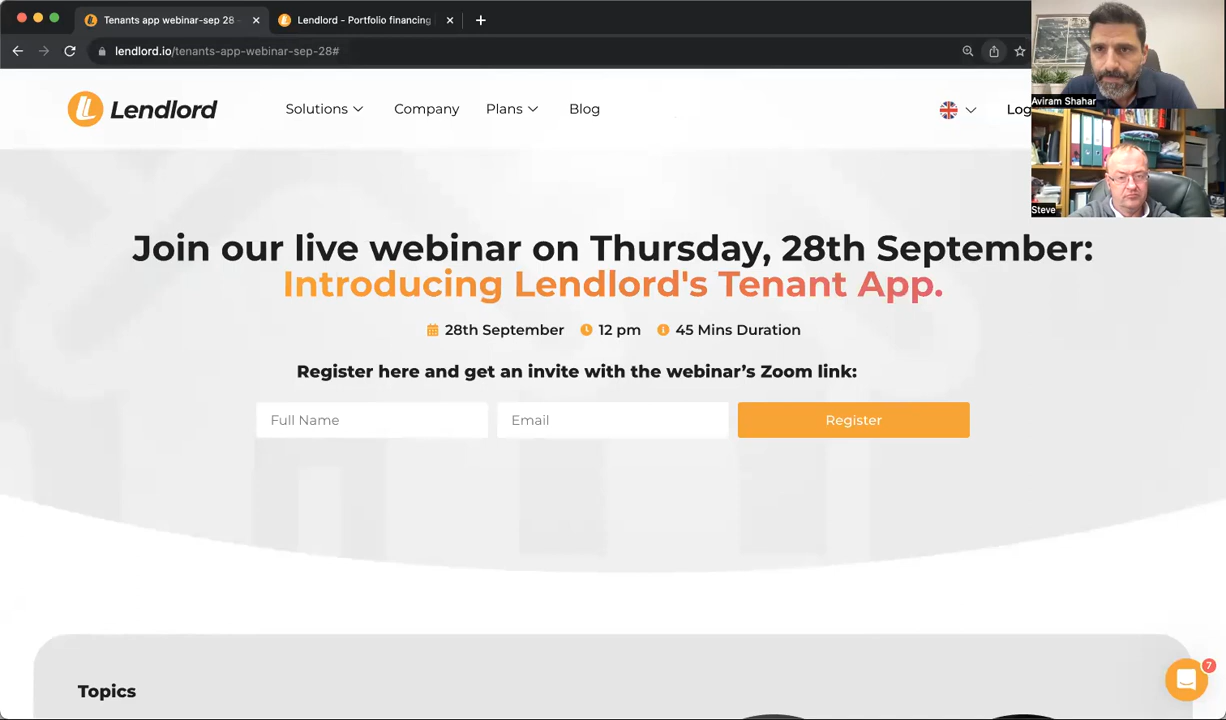 Tenants app webinar-sep 28 -
Lendlord - Portfolio financing
lendlord.io/tenants-app-webinar-sep-28#
Lendlord
Solutions
Company
Plans
Blog
Log
Aviram Shahar
Steve
Join our live webinar on Thursday, 28th September:
Introducing Lendlord's Tenant App.
28th September 12 pm 45 Mins Duration
Register here and get an invite with the webinar’s Zoom link:
Full Name
Email
Register
Topics
7